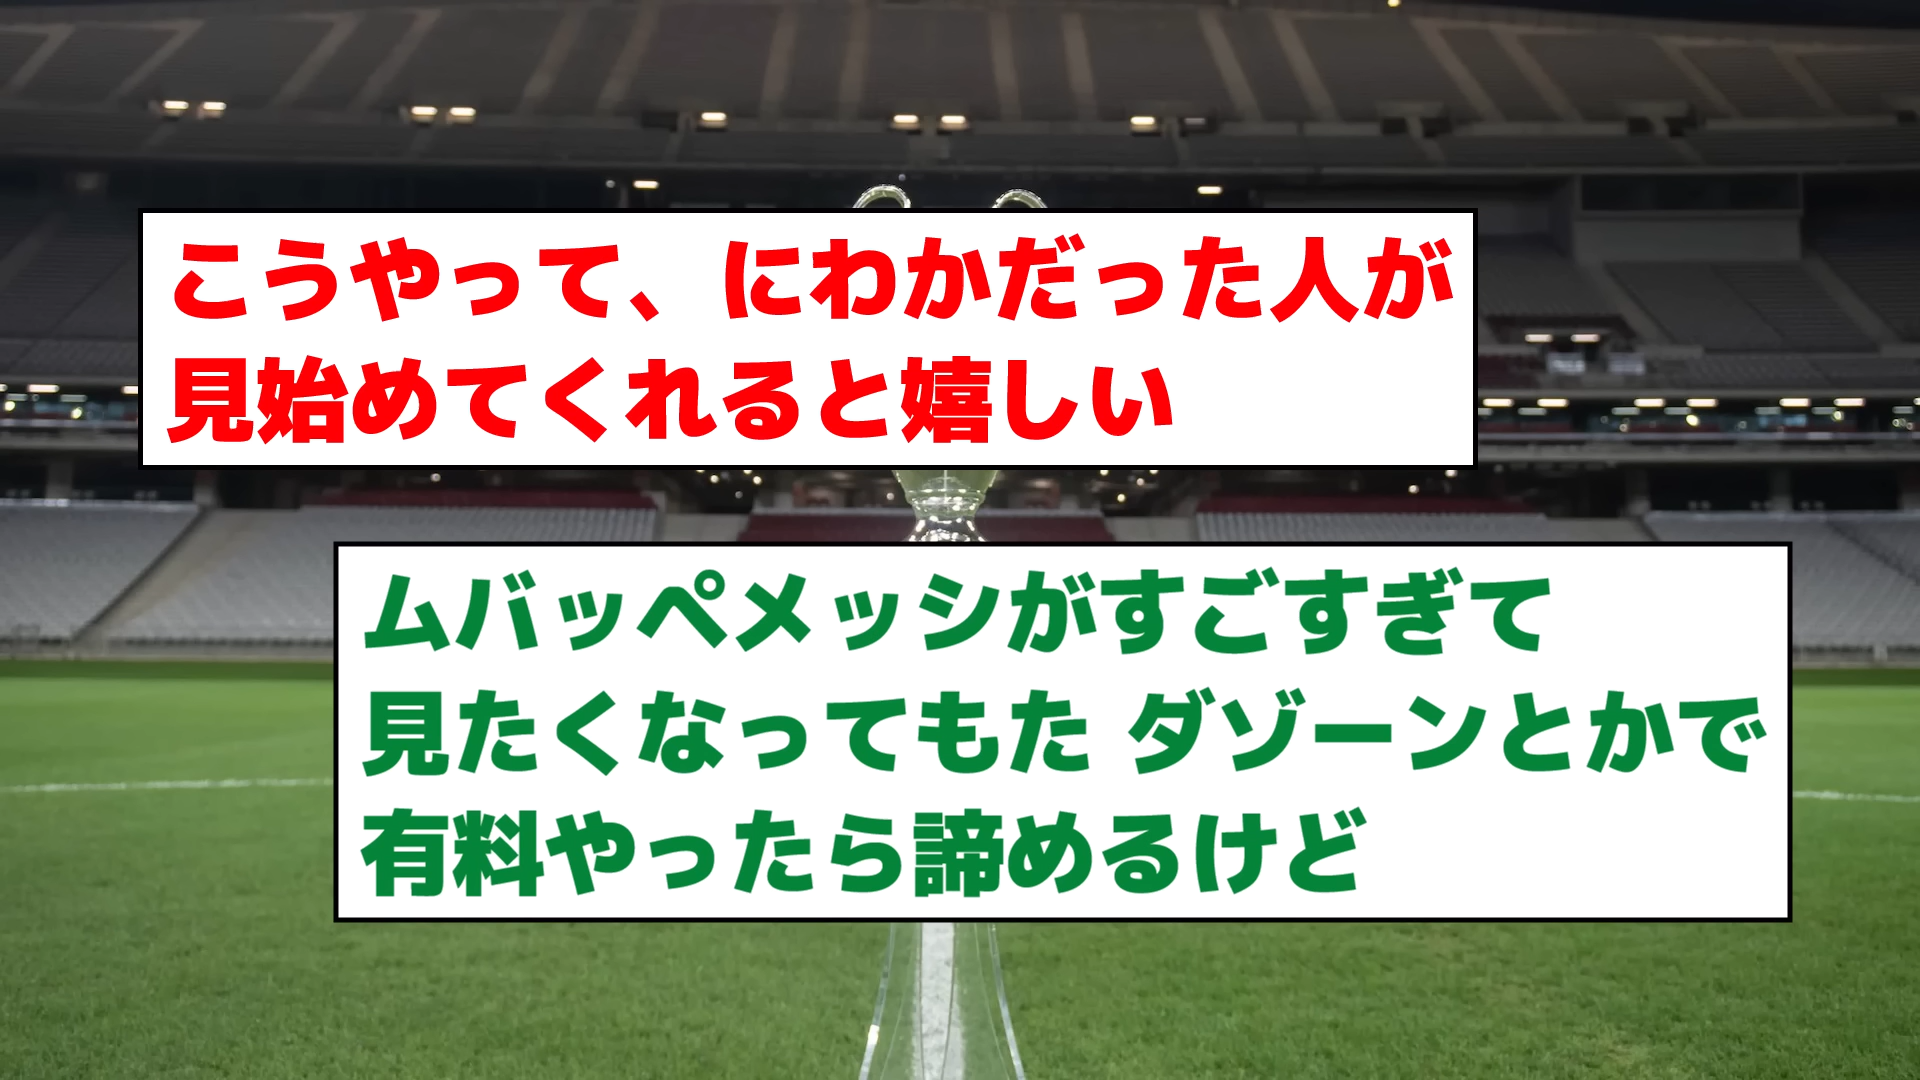 こうやって、にわかだった人が
見始めてくれると嬉しい
ムバッペメッシがすごすぎて
見たくなってもた ダゾーンとかで
有料やったら諦めるけど